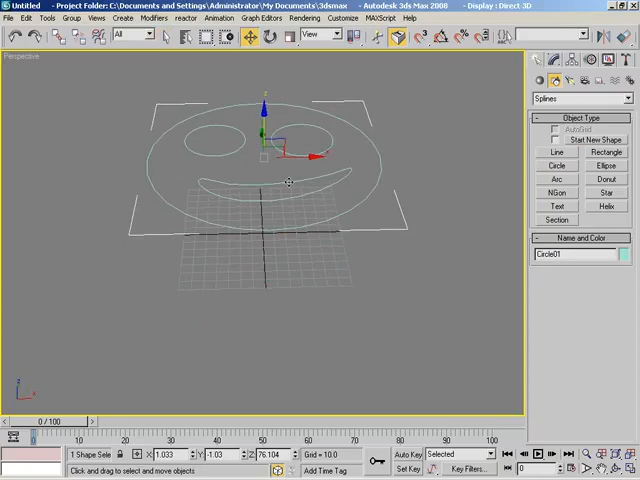 Untitled - Project Folder: C:\Documents and Settings\Administrator\My Documents\3dsmax - Autodesk 3ds Max 2008 - Display : Direct 3D
File Edit Tools Group Views Create Modifiers reactor Animation Graph Editors Rendering Customize MAXScript Help
All View 3
Perspective
z
x
Splines
Object Type
AutoGrid
Start New Shape
Line Rectangle
Circle Ellipse
Arc Donut
NGon Star
Text Helix
Section
Name and Color
Circle01
z
x
0 / 100
0 10 20 30 40 50 60 70 80 90 100
1 Shape Sele X: 1.033 Y: -1.03 Z: 76.104 Grid = 10.0 Auto Key Selected
Click and drag to select and move objects Add Time Tag Set Key Key Filters... 0